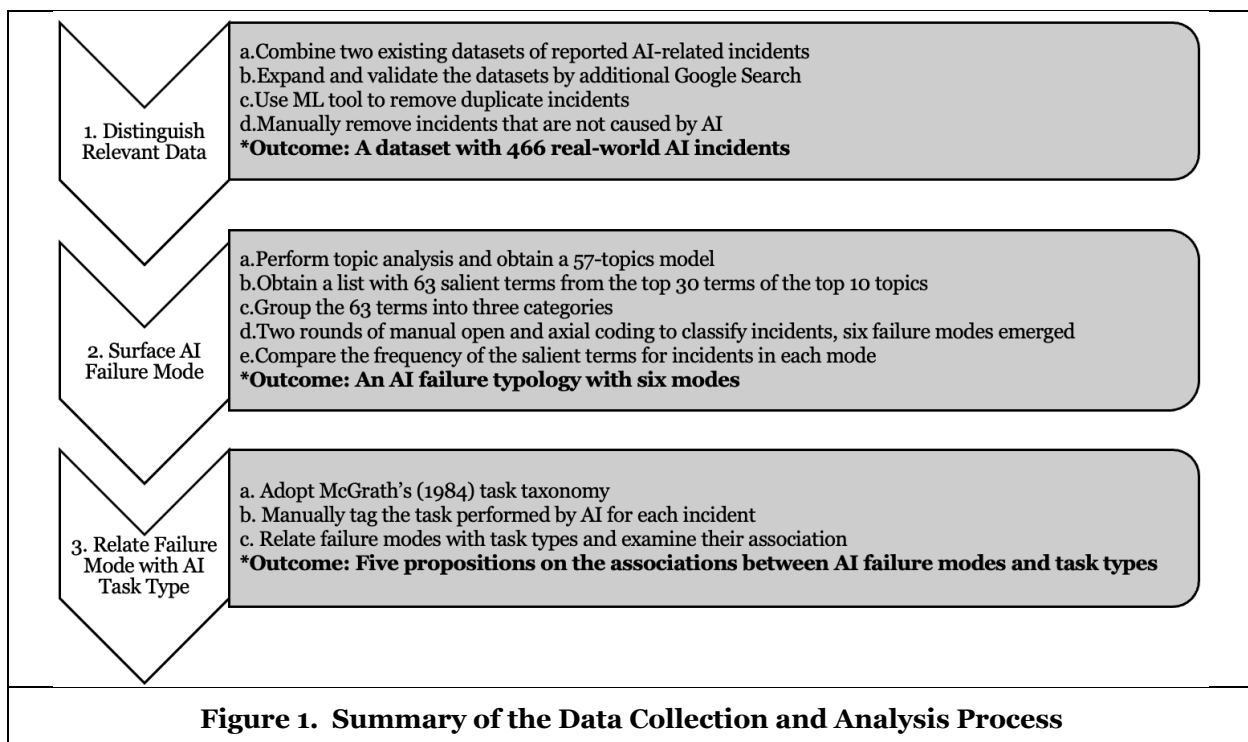 1. Distinguish
Relevant Data
a.Combine two existing datasets of reported AI-related incidents
b.Expand and validate the datasets by additional Google Search
c.Use ML tool to remove duplicate incidents
d.Manually remove incidents that are not caused by AI
*Outcome: A dataset with 466 real-world AI incidents
2. Surface AI
Failure Mode
a.Perform topic analysis and obtain a 57-topics model
b.Obtain a list with 63 salient terms from the top 30 terms of the top 10 topics
c.Group the 63 terms into three categories
d.Two rounds of manual open and axial coding to classify incidents, six failure modes emerged
e.Compare the frequency of the salient terms for incidents in each mode
*Outcome: An AI failure typology with six modes
3. Relate Failure
Mode with AI
Task Type
a. Adopt McGrath’s (1984) task taxonomy
b. Manually tag the task performed by AI for each incident
c. Relate failure modes with task types and examine their association
*Outcome: Five propositions on the associations between AI failure modes and task types
Figure 1.  Summary of the Data Collection and Analysis Process